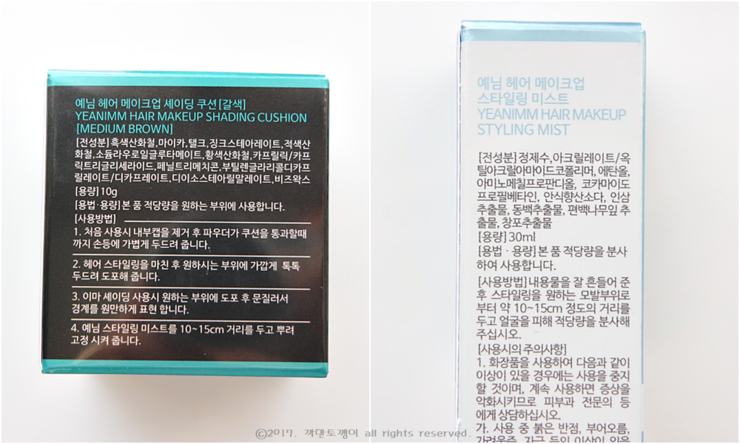 예님 헤어 메이크업 셰이딩 쿠션 [갈색]
YEANIMM HAIR MAKEUP SHADING CUSHION
[MEDIUM BROWN]
[전성분] 흑색산화철,마이카,탤크,징크스테아레이트,적색산
화철,소듐라우로일글루타메이트,황색산화철,카프릴릭/카프
릭트리글리세라이드,페닐트리메치콘,부틸렌글라이콜디카프
릴레이트/디카프레이트,디이소스테아릴말레이트,비즈왁스
[용량] 10g
[용법·용량] 본 품 적당량을 원하는 부위에 사용합니다.
[사용방법]
1. 처음 사용시 내부캡을 제거 후 파우더가 쿠션을 통과할때
까지 손등에 가볍게 두드려 줍니다.
2. 헤어 스타일링을 마친 후 원하시는 부위에 가깝게 톡톡
두드려 도포해 줍니다.
3. 이마 셰이딩 사용시 원하는 부위에 도포 후 문질러서
경계를 원만하게 표현 합니다.
4. 예님 스타일링 미스트를 10~15cm 거리를 두고 뿌려
고정 시켜 줍니다.
예님 헤어 메이크업
스타일링 미스트
YEANIMM HAIR MAKEUP
STYLING MIST
[전성분] 정제수,아크릴레이트/옥
틸아크릴아마이드코폴리머, 에탄올,
아미노메칠프로판디올, 코카마이도
프로필베타인, 안식향산소다, 인삼
추출물, 동백추출물, 편백나무잎 추
출물, 창포추출물
[용량] 30ml
[용법 · 용량] 본 품 적당량을 분사
하여 사용합니다.
[사용방법] 내용물을 잘 흔들어 준
후 스타일링을 원하는 모발부위로
부터 약 10~15cm 정도의 거리를
두고 얼굴을 피해 적당량을 분사해
주십시오.
[사용시의 주의사항]
1. 화장품을 사용하여 다음과 같이
이상이 있을 경우에는 사용을 중지
할 것이며, 계속 사용하면 증상을
악화시키므로 피부과 전문의 등
에게 상담하십시오.
가. 사용 중 붉은 반점, 부어오름,
가려움증, 자극 등의 이상이 있을
©2017. 깨맨토깽이 all rights reserved.